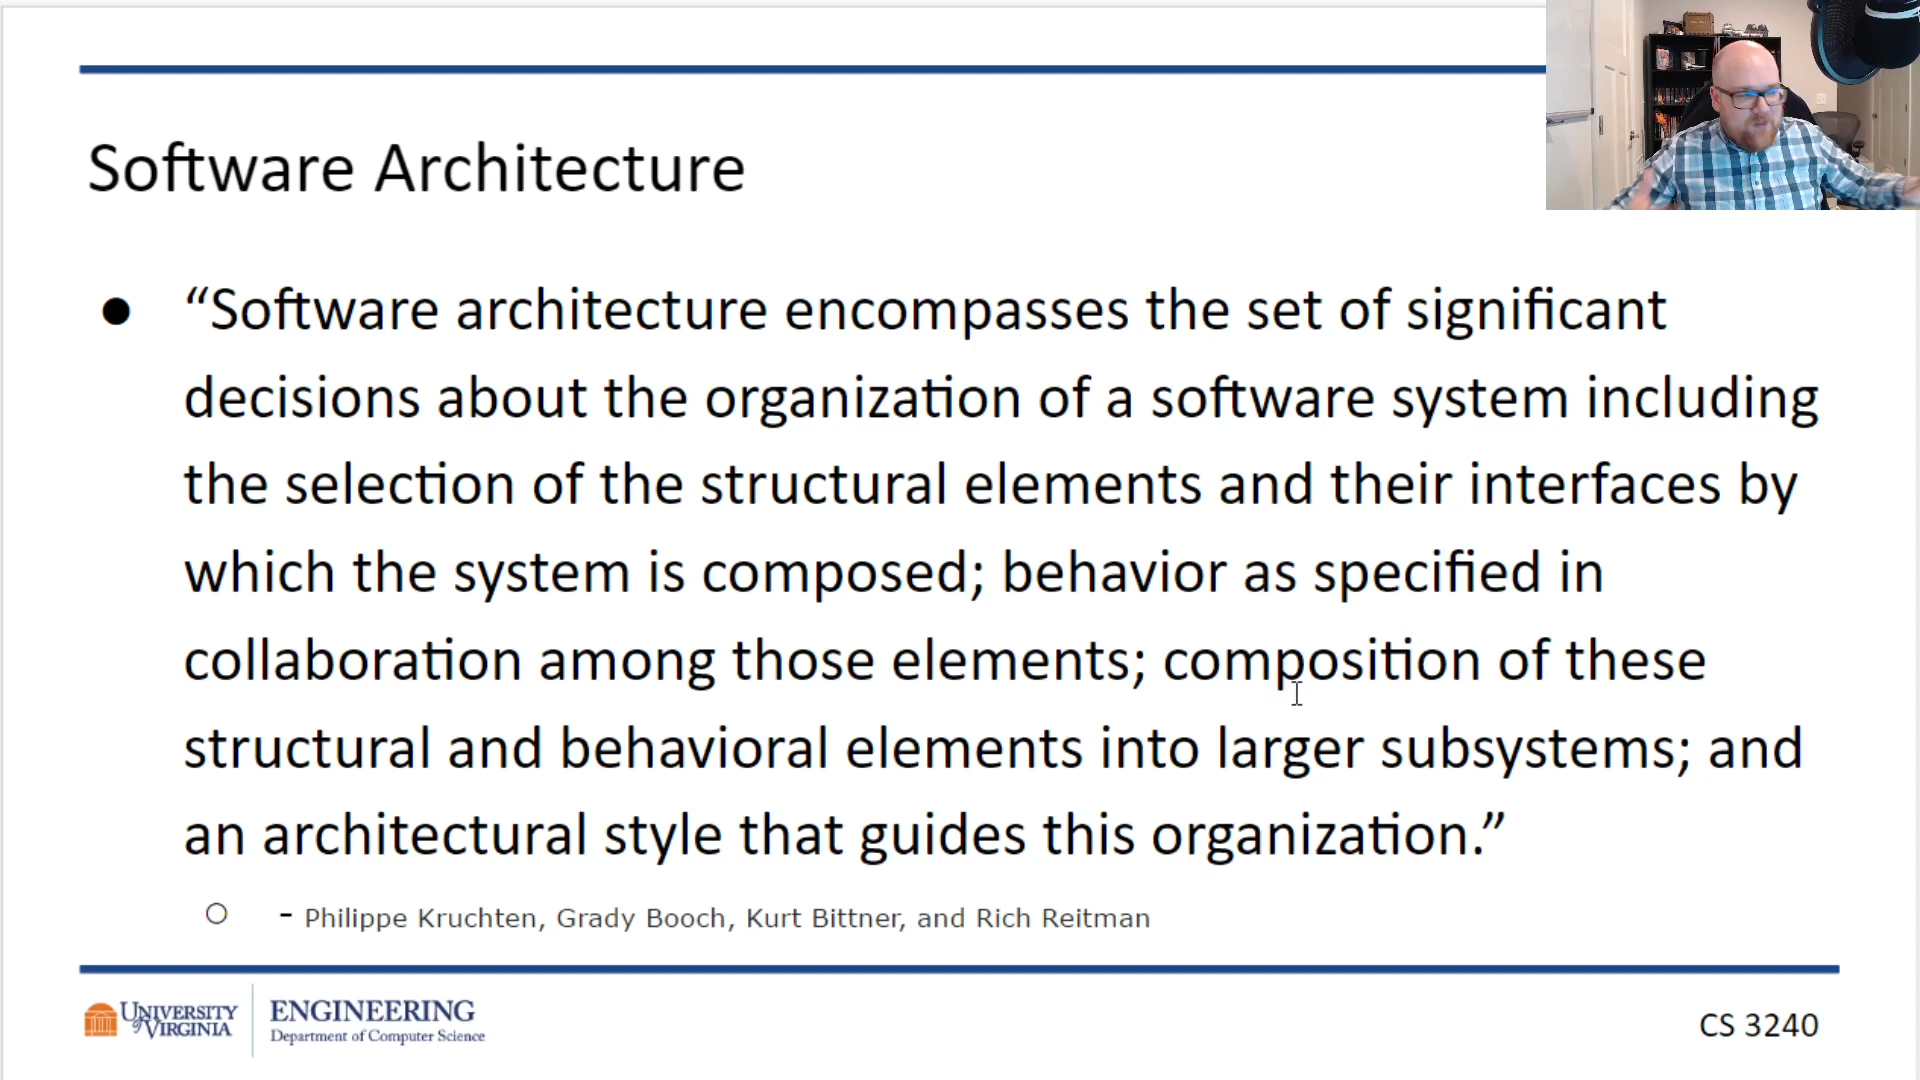 Software Architecture
● “Software architecture encompasses the set of significant
decisions about the organization of a software system including
the selection of the structural elements and their interfaces by
which the system is composed; behavior as specified in
collaboration among those elements; composition of these
structural and behavioral elements into larger subsystems; and
an architectural style that guides this organization.”
○ - Philippe Kruchten, Grady Booch, Kurt Bittner, and Rich Reitman
UNIVERSITY
of VIRGINIA
ENGINEERING
Department of Computer Science
CS 3240